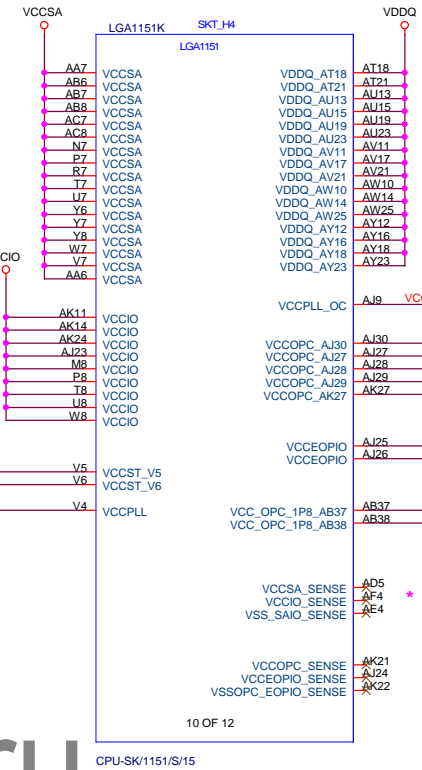 VCCSA
VDDQ
LGA1151K
SKT_H4
LGA1151
AA7 VCCSA VDDQ_AT18 AT18
AB6 VCCSA VDDQ_AT21 AT21
AB7 VCCSA VDDQ_AU13 AU13
AB8 VCCSA VDDQ_AU15 AU15
AC7 VCCSA VDDQ_AU19 AU19
AC8 VCCSA VDDQ_AU23 AU23
N7 VCCSA VDDQ_AV11 AV11
P7 VCCSA VDDQ_AV17 AV17
R7 VCCSA VDDQ_AV21 AV21
T7 VCCSA VDDQ_AW10 AW10
U7 VCCSA VDDQ_AW14 AW14
Y6 VCCSA VDDQ_AW25 AW25
Y7 VCCSA VDDQ_AY12 AY12
Y8 VCCSA VDDQ_AY16 AY16
W7 VCCSA VDDQ_AY18 AY18
V7 VCCSA VDDQ_AY23 AY23
AA6 VCCSA
CIO
VCCPLL_OC AJ9 VCC
AK11 VCCIO
AK14 VCCIO
AK24 VCCIO VCCOPC_AJ30 AJ30
AJ23 VCCIO VCCOPC_AJ27 AJ27
M8 VCCIO VCCOPC_AJ28 AJ28
P8 VCCIO VCCOPC_AJ29 AJ29
T8 VCCIO VCCOPC_AK27 AK27
U8 VCCIO
W8 VCCIO
VCCEOPIO AJ25
VCCEOPIO AJ26
V5 VCCST_V5
V6 VCCST_V6
V4 VCCPLL VCC_OPC_1P8_AB37 AB37
VCC_OPC_1P8_AB38 AB38
VCCSA_SENSE AD5
VCCIO_SENSE AF4 *
VSS_SAIO_SENSE AE4
VCCOPC_SENSE AK21
VCCEOPIO_SENSE AJ24
VSSOPC_EOPIO_SENSE AK22
10 OF 12
CPU-SK/1151/S/15